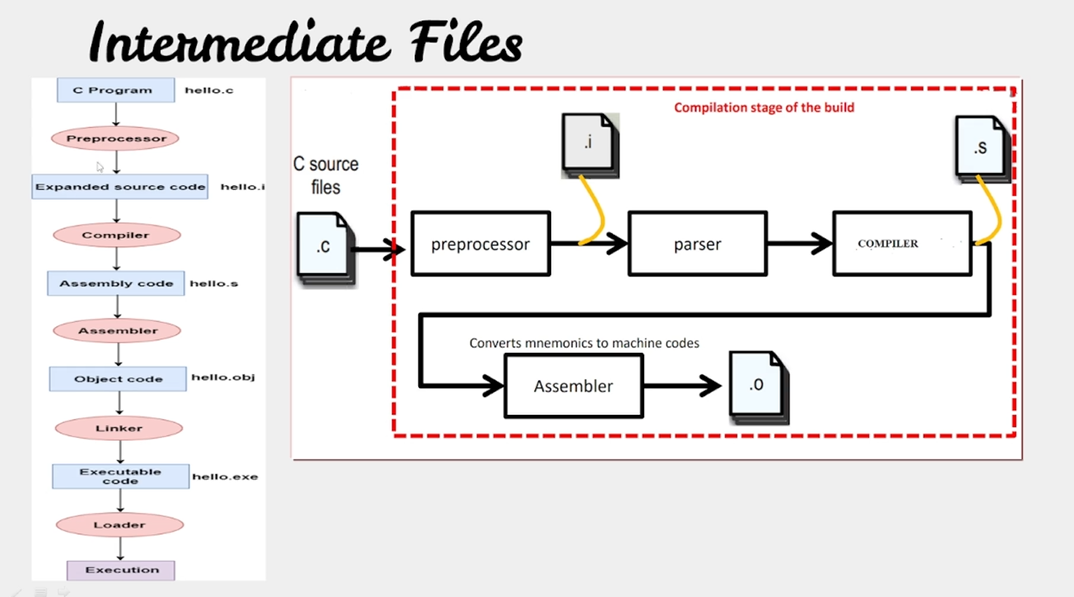 Intermediate Files
C Program
hello.c
Preprocessor
Expanded source code
hello.i
Compiler
Assembly code
hello.s
Assembler
Object code
hello.obj
Linker
Executable
code
hello.exe
Loader
Execution
Compilation stage of the build
.i
.s
C source
files
.c
preprocessor
parser
COMPILER
Converts mnemonics to machine codes
Assembler
.o